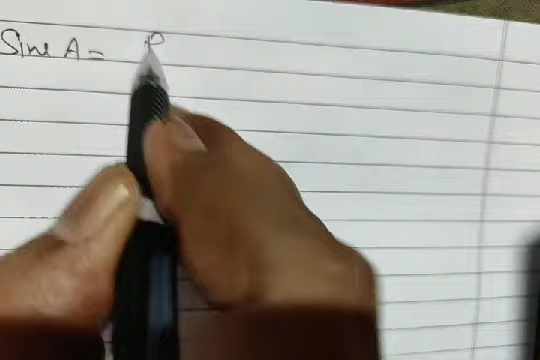 Sine A = P